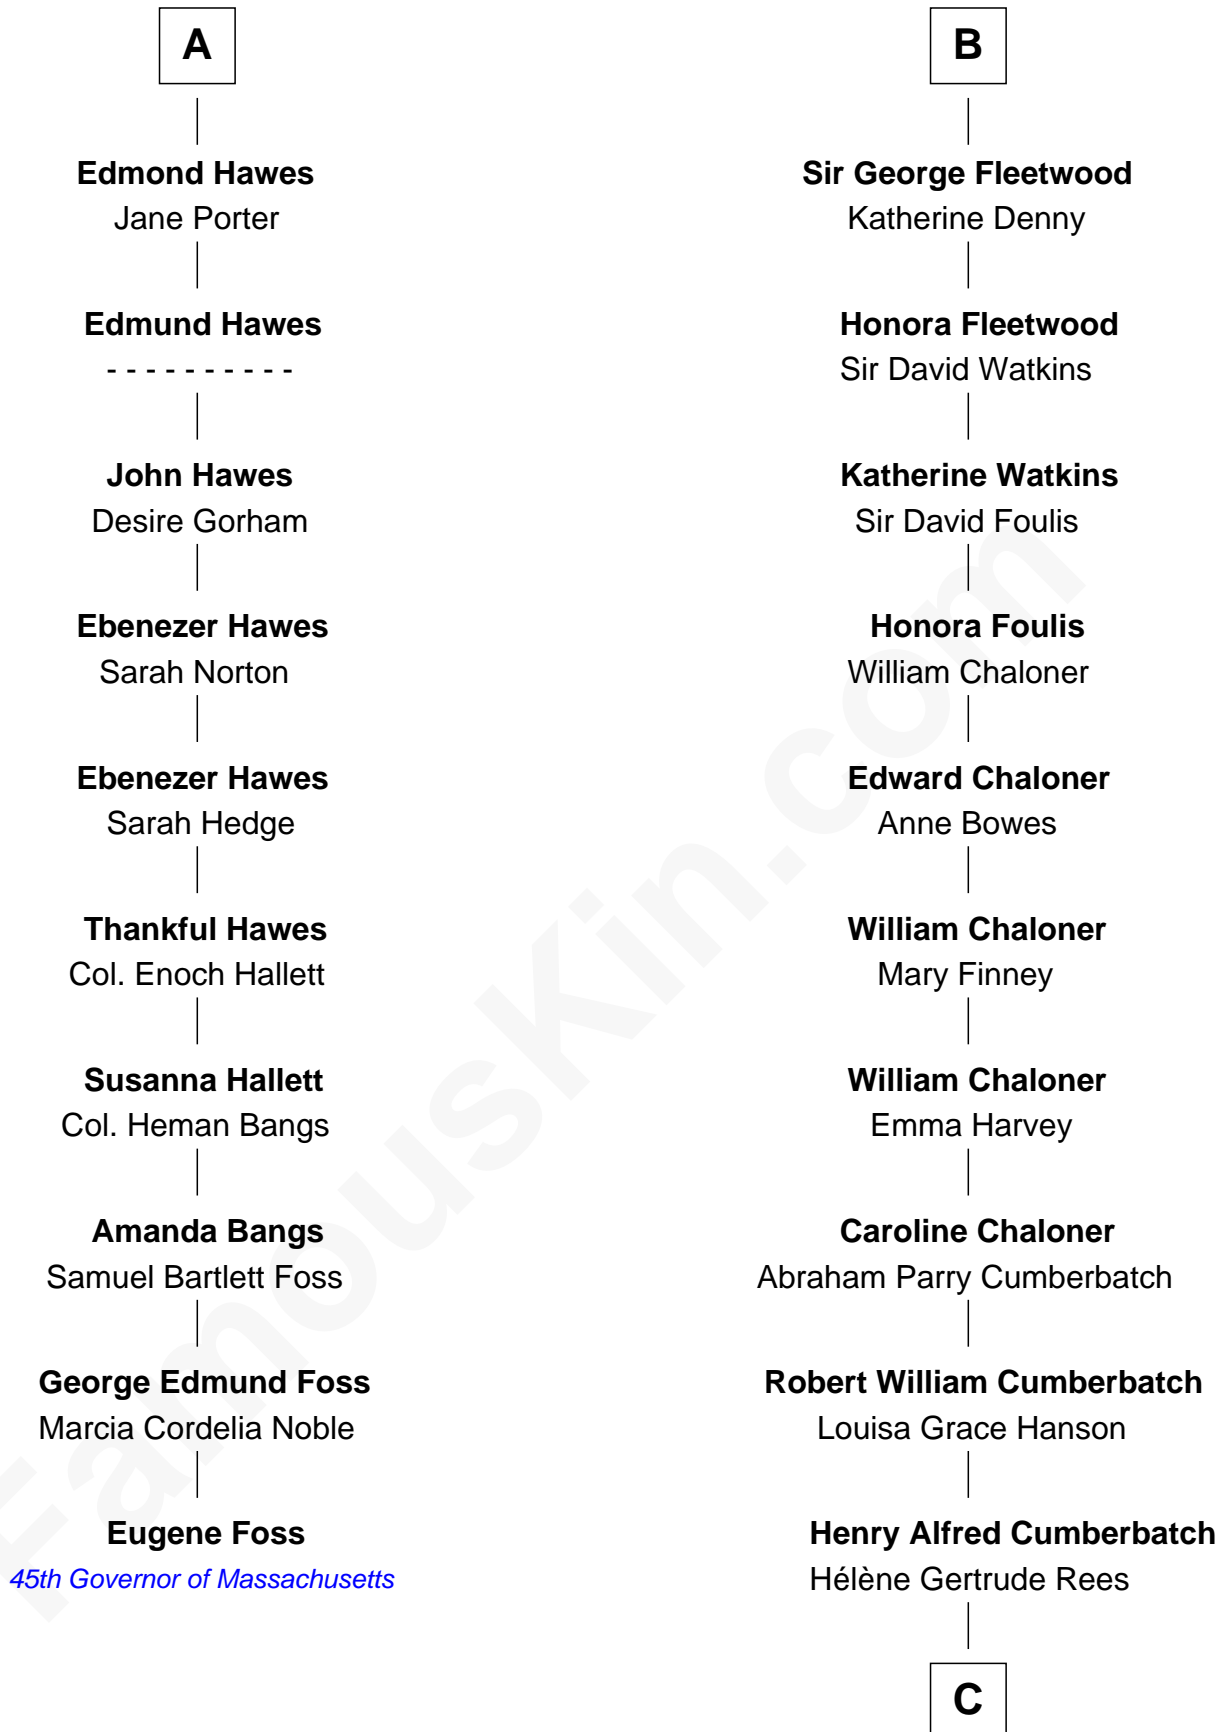 A
Edmond Hawes
Jane Porter
Edmund Hawes
- - - - - - - - - -
John Hawes
Desire Gorham
Ebenezer Hawes
Sarah Norton
Ebenezer Hawes
Sarah Hedge
Thankful Hawes
Col. Enoch Hallett
Susanna Hallett
Col. Heman Bangs
Amanda Bangs
Samuel Bartlett Foss
George Edmund Foss
Marcia Cordelia Noble
Eugene Foss
45th Governor of Massachusetts
B
Sir George Fleetwood
Katherine Denny
Honora Fleetwood
Sir David Watkins
Katherine Watkins
Sir David Foulis
Honora Foulis
William Chaloner
Edward Chaloner
Anne Bowes
William Chaloner
Mary Finney
William Chaloner
Emma Harvey
Caroline Chaloner
Abraham Parry Cumberbatch
Robert William Cumberbatch
Louisa Grace Hanson
Henry Alfred Cumberbatch
Hélène Gertrude Rees
C
FamousKin.com